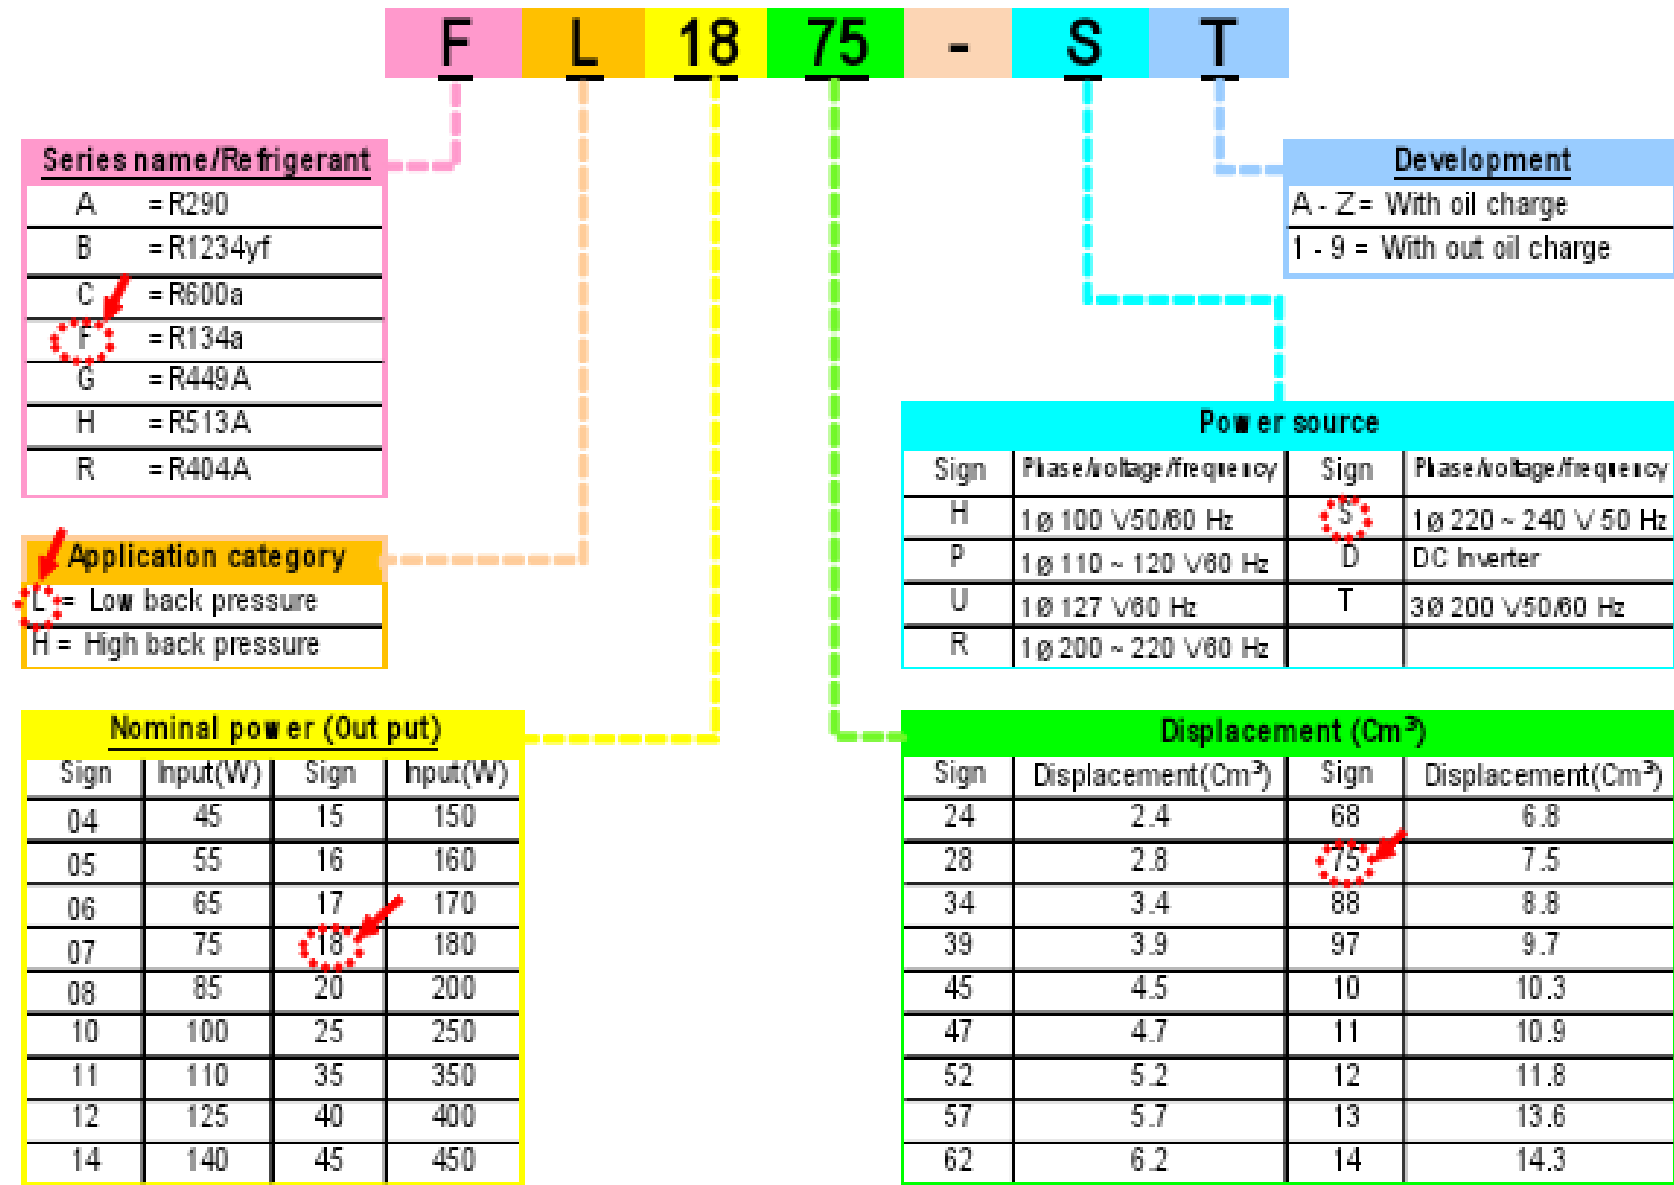 F L 18 75 - S T
Series name/Refrigerant
A = R290
B = R1234yf
C = R600a
F = R134a
G = R449A
H = R513A
R = R404A
Development
A - Z = With oil charge
1 - 9 = With out oil charge
Application category
L = Low back pressure
H = High back pressure
Power source
Sign Phase/voltage/frequency Sign Phase/voltage/frequency
H 1ø 100 V50/60 Hz S 1ø 220 ~ 240 V 50 Hz
P 1ø 110 ~ 120 V60 Hz D DC Inverter
U 1ø 127 V60 Hz T 3ø 200 V50/60 Hz
R 1ø 200 ~ 220 V60 Hz
Nominal power (Out put)
Sign Input(W) Sign Input(W)
04 45 15 150
05 55 16 160
06 65 17 170
07 75 18 180
08 85 20 200
10 100 25 250
11 110 35 350
12 125 40 400
14 140 45 450
Displacement (Cm³)
Sign Displacement(Cm³) Sign Displacement(Cm³)
24 2.4 68 6.8
28 2.8 75 7.5
34 3.4 88 8.8
39 3.9 97 9.7
45 4.5 10 10.3
47 4.7 11 10.9
52 5.2 12 11.8
57 5.7 13 13.6
62 6.2 14 14.3